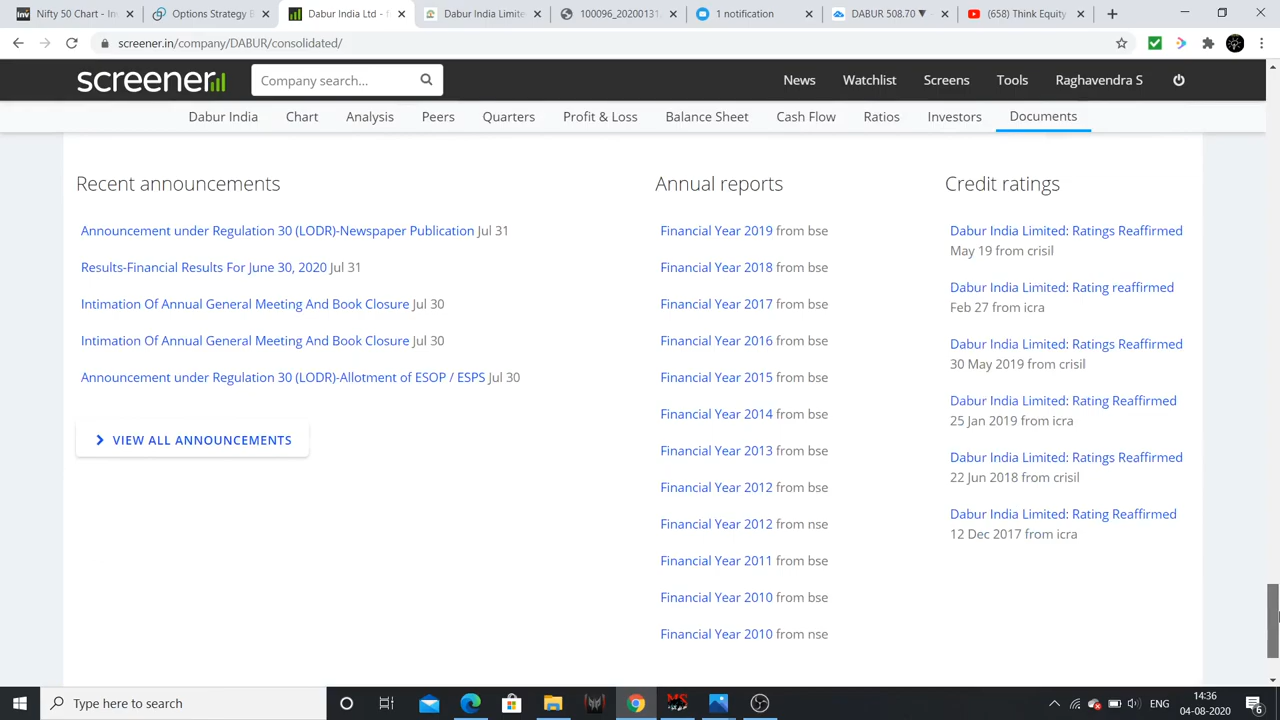 Nifty 50 Chart - In
Options Strategy B
Dabur India Ltd - f
Dabur India Limite
100096_20200131
1 notification
DABUR 508.70 ▼
(658) Think Equity
screener.in/company/DABUR/consolidated/
screener
Company search...
News Watchlist Screens Tools Raghavendra S
Dabur India Chart Analysis Peers Quarters Profit & Loss Balance Sheet Cash Flow Ratios Investors Documents
Recent announcements
Announcement under Regulation 30 (LODR)-Newspaper Publication Jul 31
Results-Financial Results For June 30, 2020 Jul 31
Intimation Of Annual General Meeting And Book Closure Jul 30
Intimation Of Annual General Meeting And Book Closure Jul 30
Announcement under Regulation 30 (LODR)-Allotment of ESOP / ESPS Jul 30
VIEW ALL ANNOUNCEMENTS
Annual reports
Financial Year 2019 from bse
Financial Year 2018 from bse
Financial Year 2017 from bse
Financial Year 2016 from bse
Financial Year 2015 from bse
Financial Year 2014 from bse
Financial Year 2013 from bse
Financial Year 2012 from bse
Financial Year 2012 from nse
Financial Year 2011 from bse
Financial Year 2010 from bse
Financial Year 2010 from nse
Credit ratings
Dabur India Limited: Ratings Reaffirmed
May 19 from crisil
Dabur India Limited: Rating reaffirmed
Feb 27 from icra
Dabur India Limited: Ratings Reaffirmed
30 May 2019 from crisil
Dabur India Limited: Rating Reaffirmed
25 Jan 2019 from icra
Dabur India Limited: Ratings Reaffirmed
22 Jun 2018 from crisil
Dabur India Limited: Rating Reaffirmed
12 Dec 2017 from icra
Type here to search
ENG
14:36
04-08-2020
6